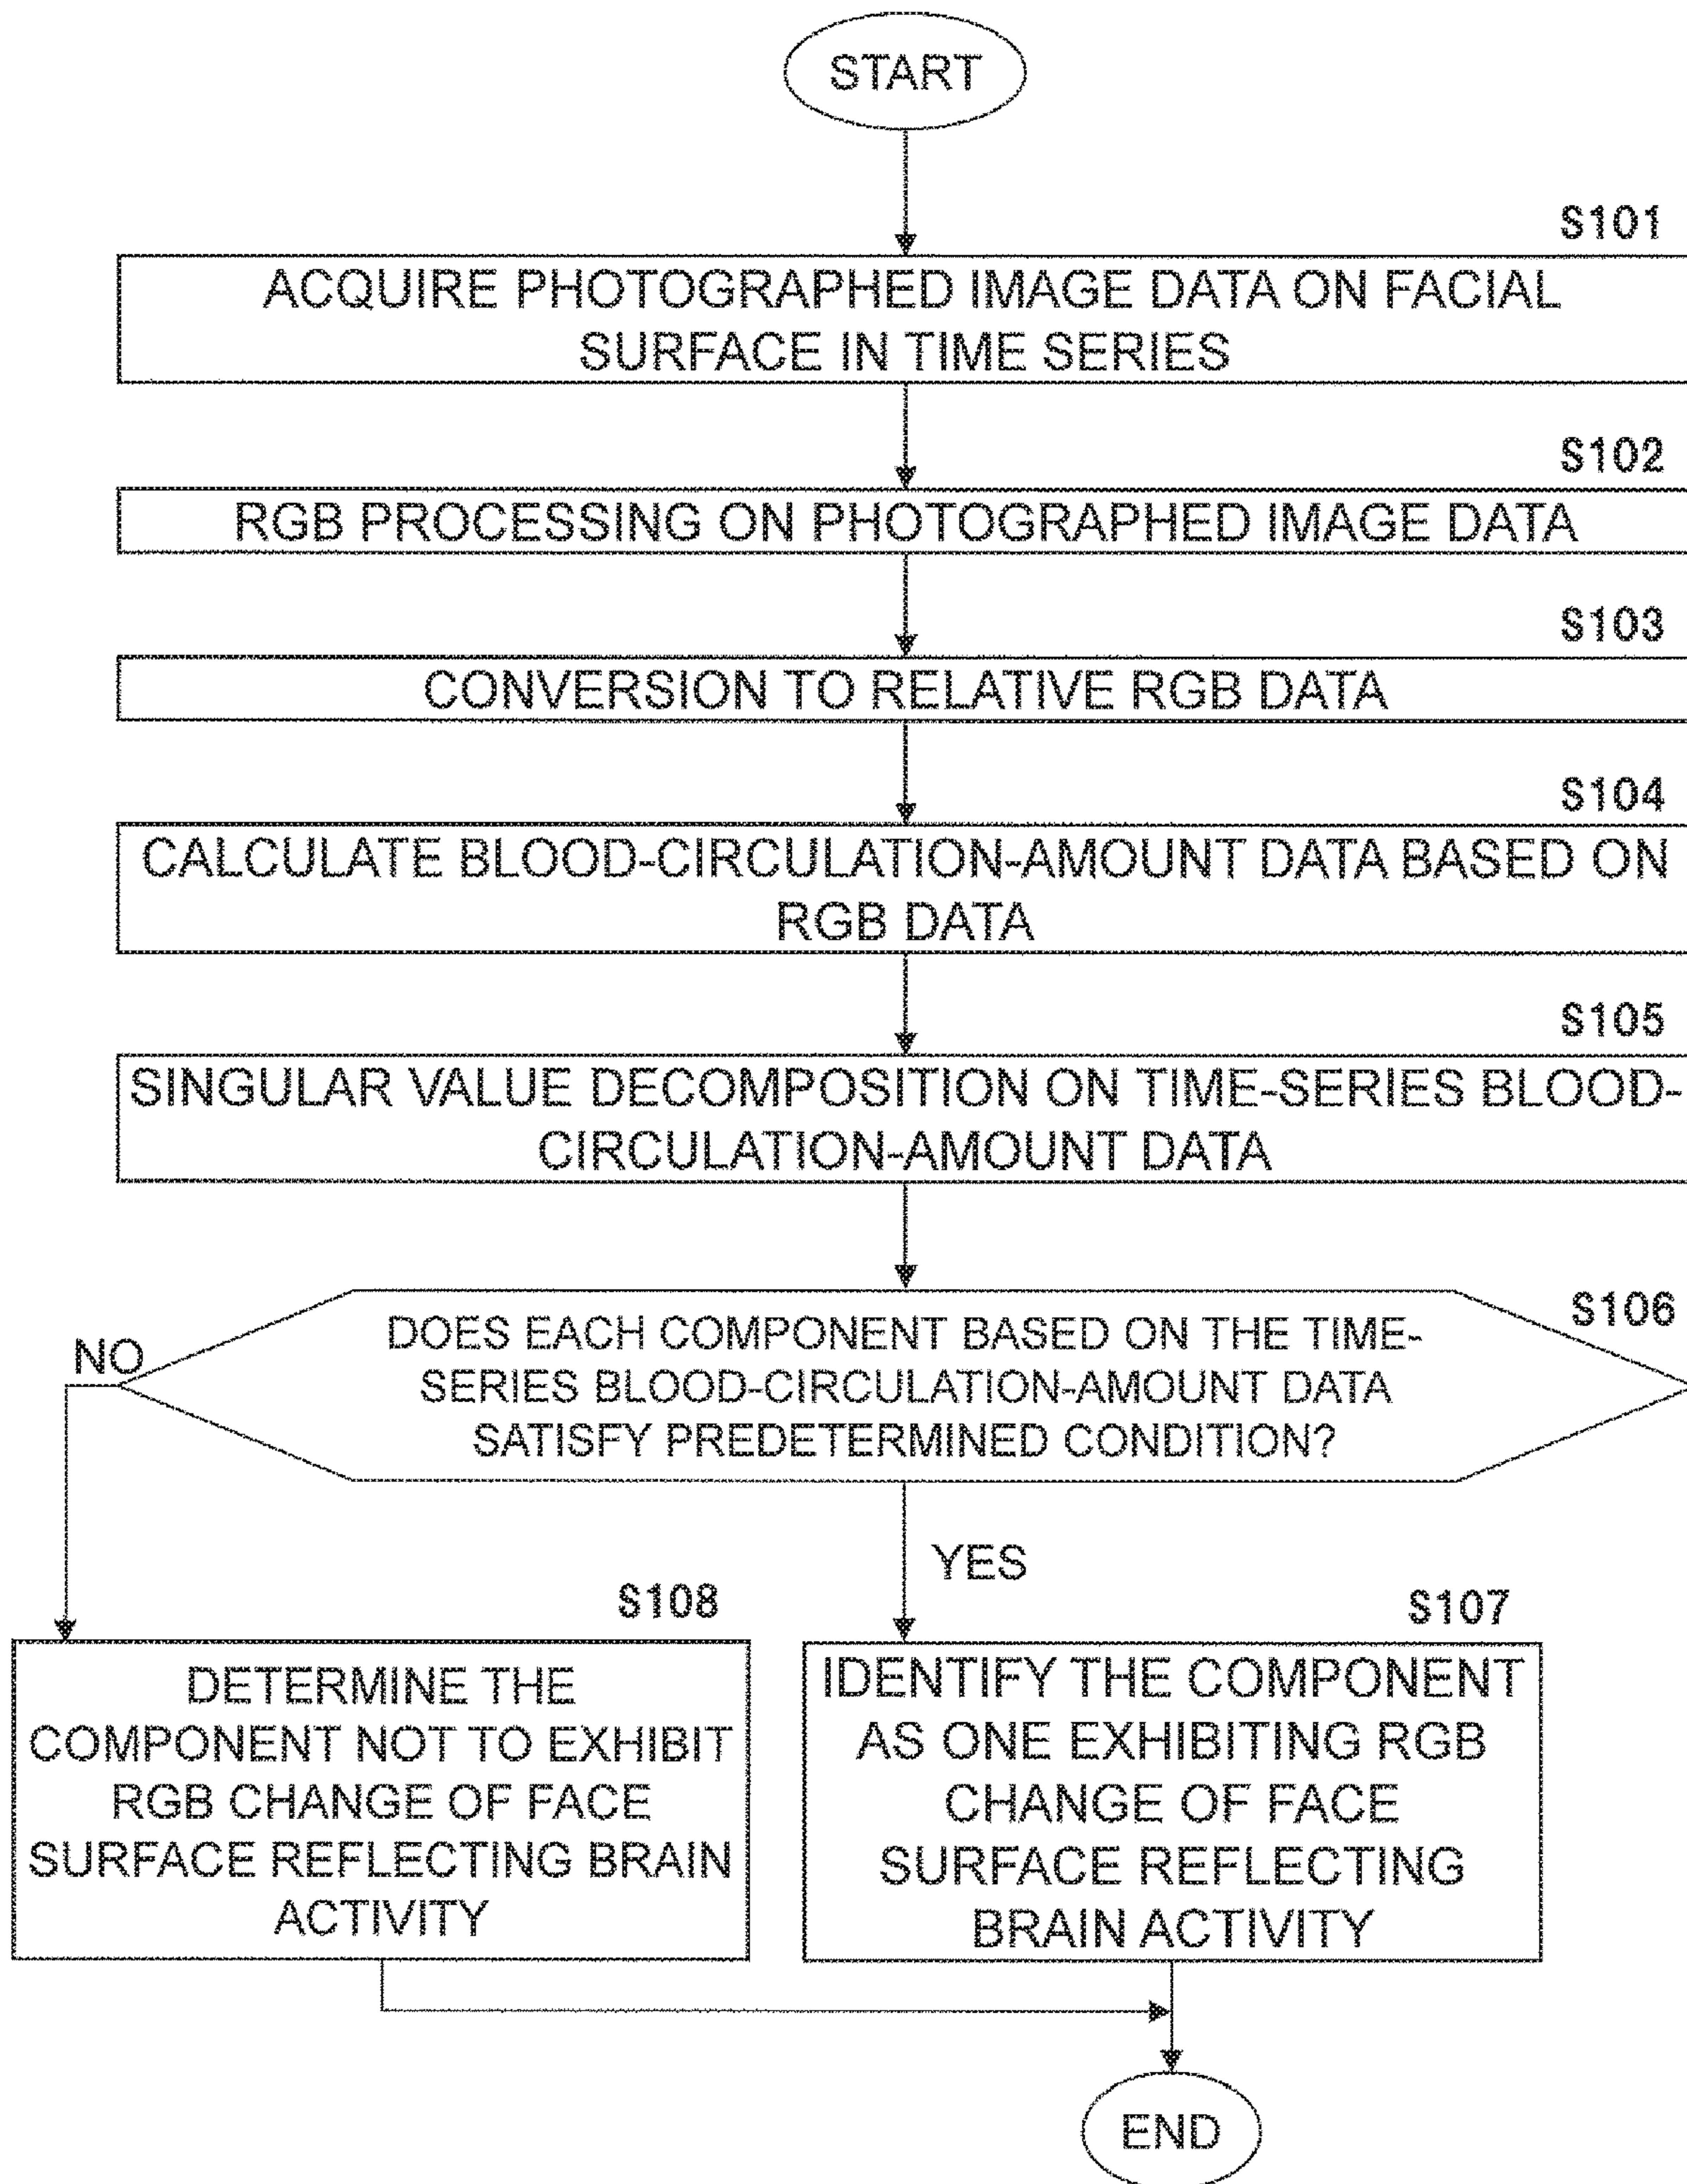 START
S101
ACQUIRE PHOTOGRAPHED IMAGE DATA ON FACIAL
SURFACE IN TIME SERIES
S102
RGB PROCESSING ON PHOTOGRAPHED IMAGE DATA
S103
CONVERSION TO RELATIVE RGB DATA
S104
CALCULATE BLOOD-CIRCULATION-AMOUNT DATA BASED ON
RGB DATA
S105
SINGULAR VALUE DECOMPOSITION ON TIME-SERIES BLOOD-
CIRCULATION-AMOUNT DATA
S106
DOES EACH COMPONENT BASED ON THE TIME-
SERIES BLOOD-CIRCULATION-AMOUNT DATA
SATISFY PREDETERMINED CONDITION?
NO
YES
S108
DETERMINE THE
COMPONENT NOT TO EXHIBIT
RGB CHANGE OF FACE
SURFACE REFLECTING BRAIN
ACTIVITY
S107
IDENTIFY THE COMPONENT
AS ONE EXHIBITING RGB
CHANGE OF FACE
SURFACE REFLECTING
BRAIN ACTIVITY
END